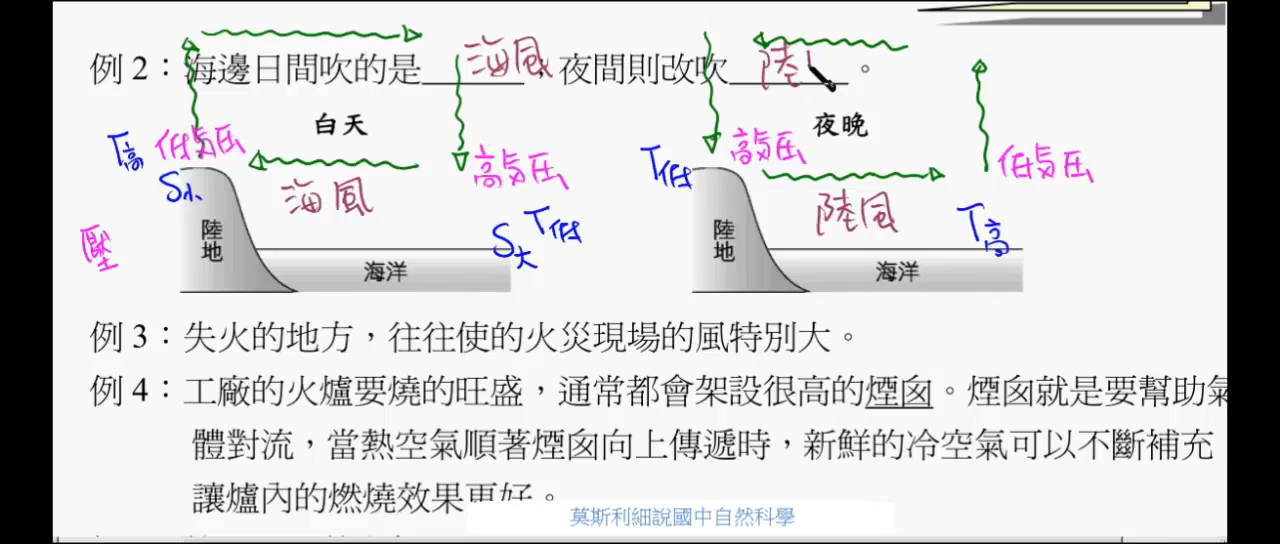 例 2：海邊日間吹的是海風，夜間則改吹陸。
白天
夜晚
T高 低氣压
高氣压
T低 高氣压
低氣压
S小
海風
陸風
陸地
壓
S大 T低
T高
海洋
陸地
海洋
例 3：失火的地方，往往使的火災現場的風特別大。
例 4：工廠的火爐要燒的旺盛，通常都會架設很高的煙囪。煙囪就是要幫助氣
體對流，當熱空氣順著煙囪向上傳遞時，新鮮的冷空氣可以不斷補充
讓爐內的燃燒效果更好。
莫斯利細說國中自然科學